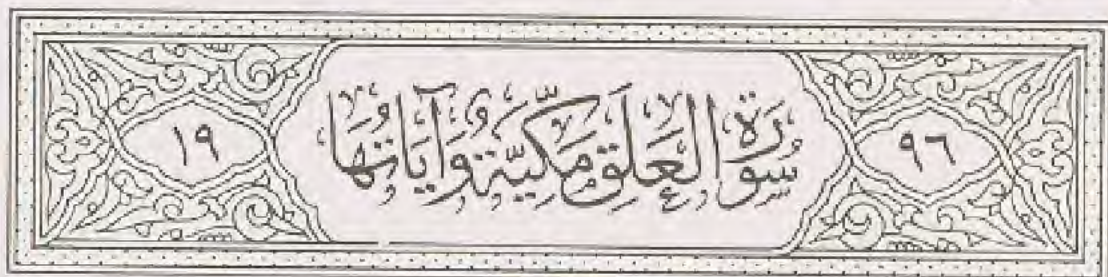 ٩٦ سُورَةُ العَلَقِ مَكِّيَّةٌ وَآيَاتُهَا ١٩